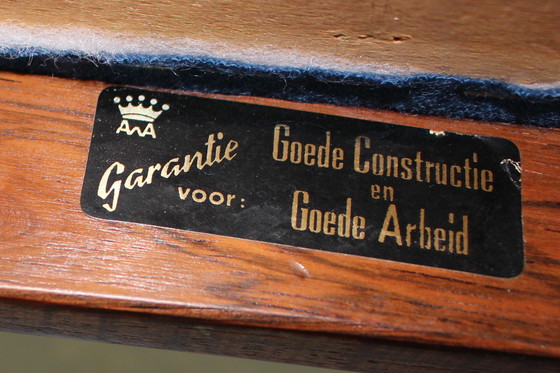 AVA
Garantie
voor:
Goede Constructie
en
Goede Arbeid